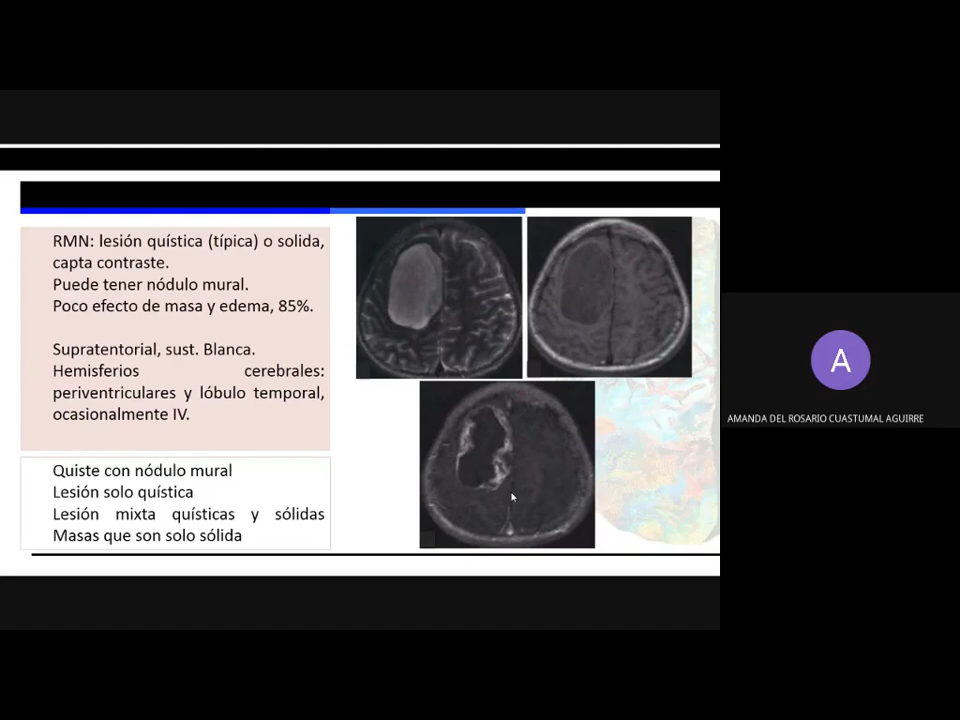 RMN: lesión quística (típica) o solida,
capta contraste.
Puede tener nódulo mural.
Poco efecto de masa y edema, 85%.
Supratentorial, sust. Blanca.
Hemisferios cerebrales:
periventriculares y lóbulo temporal,
ocasionalmente IV.
Quiste con nódulo mural
Lesión solo quística
Lesión mixta quísticas y sólidas
Masas que son solo sólida
A
AMANDA DEL ROSARIO CUASTUMAL AGUIRRE